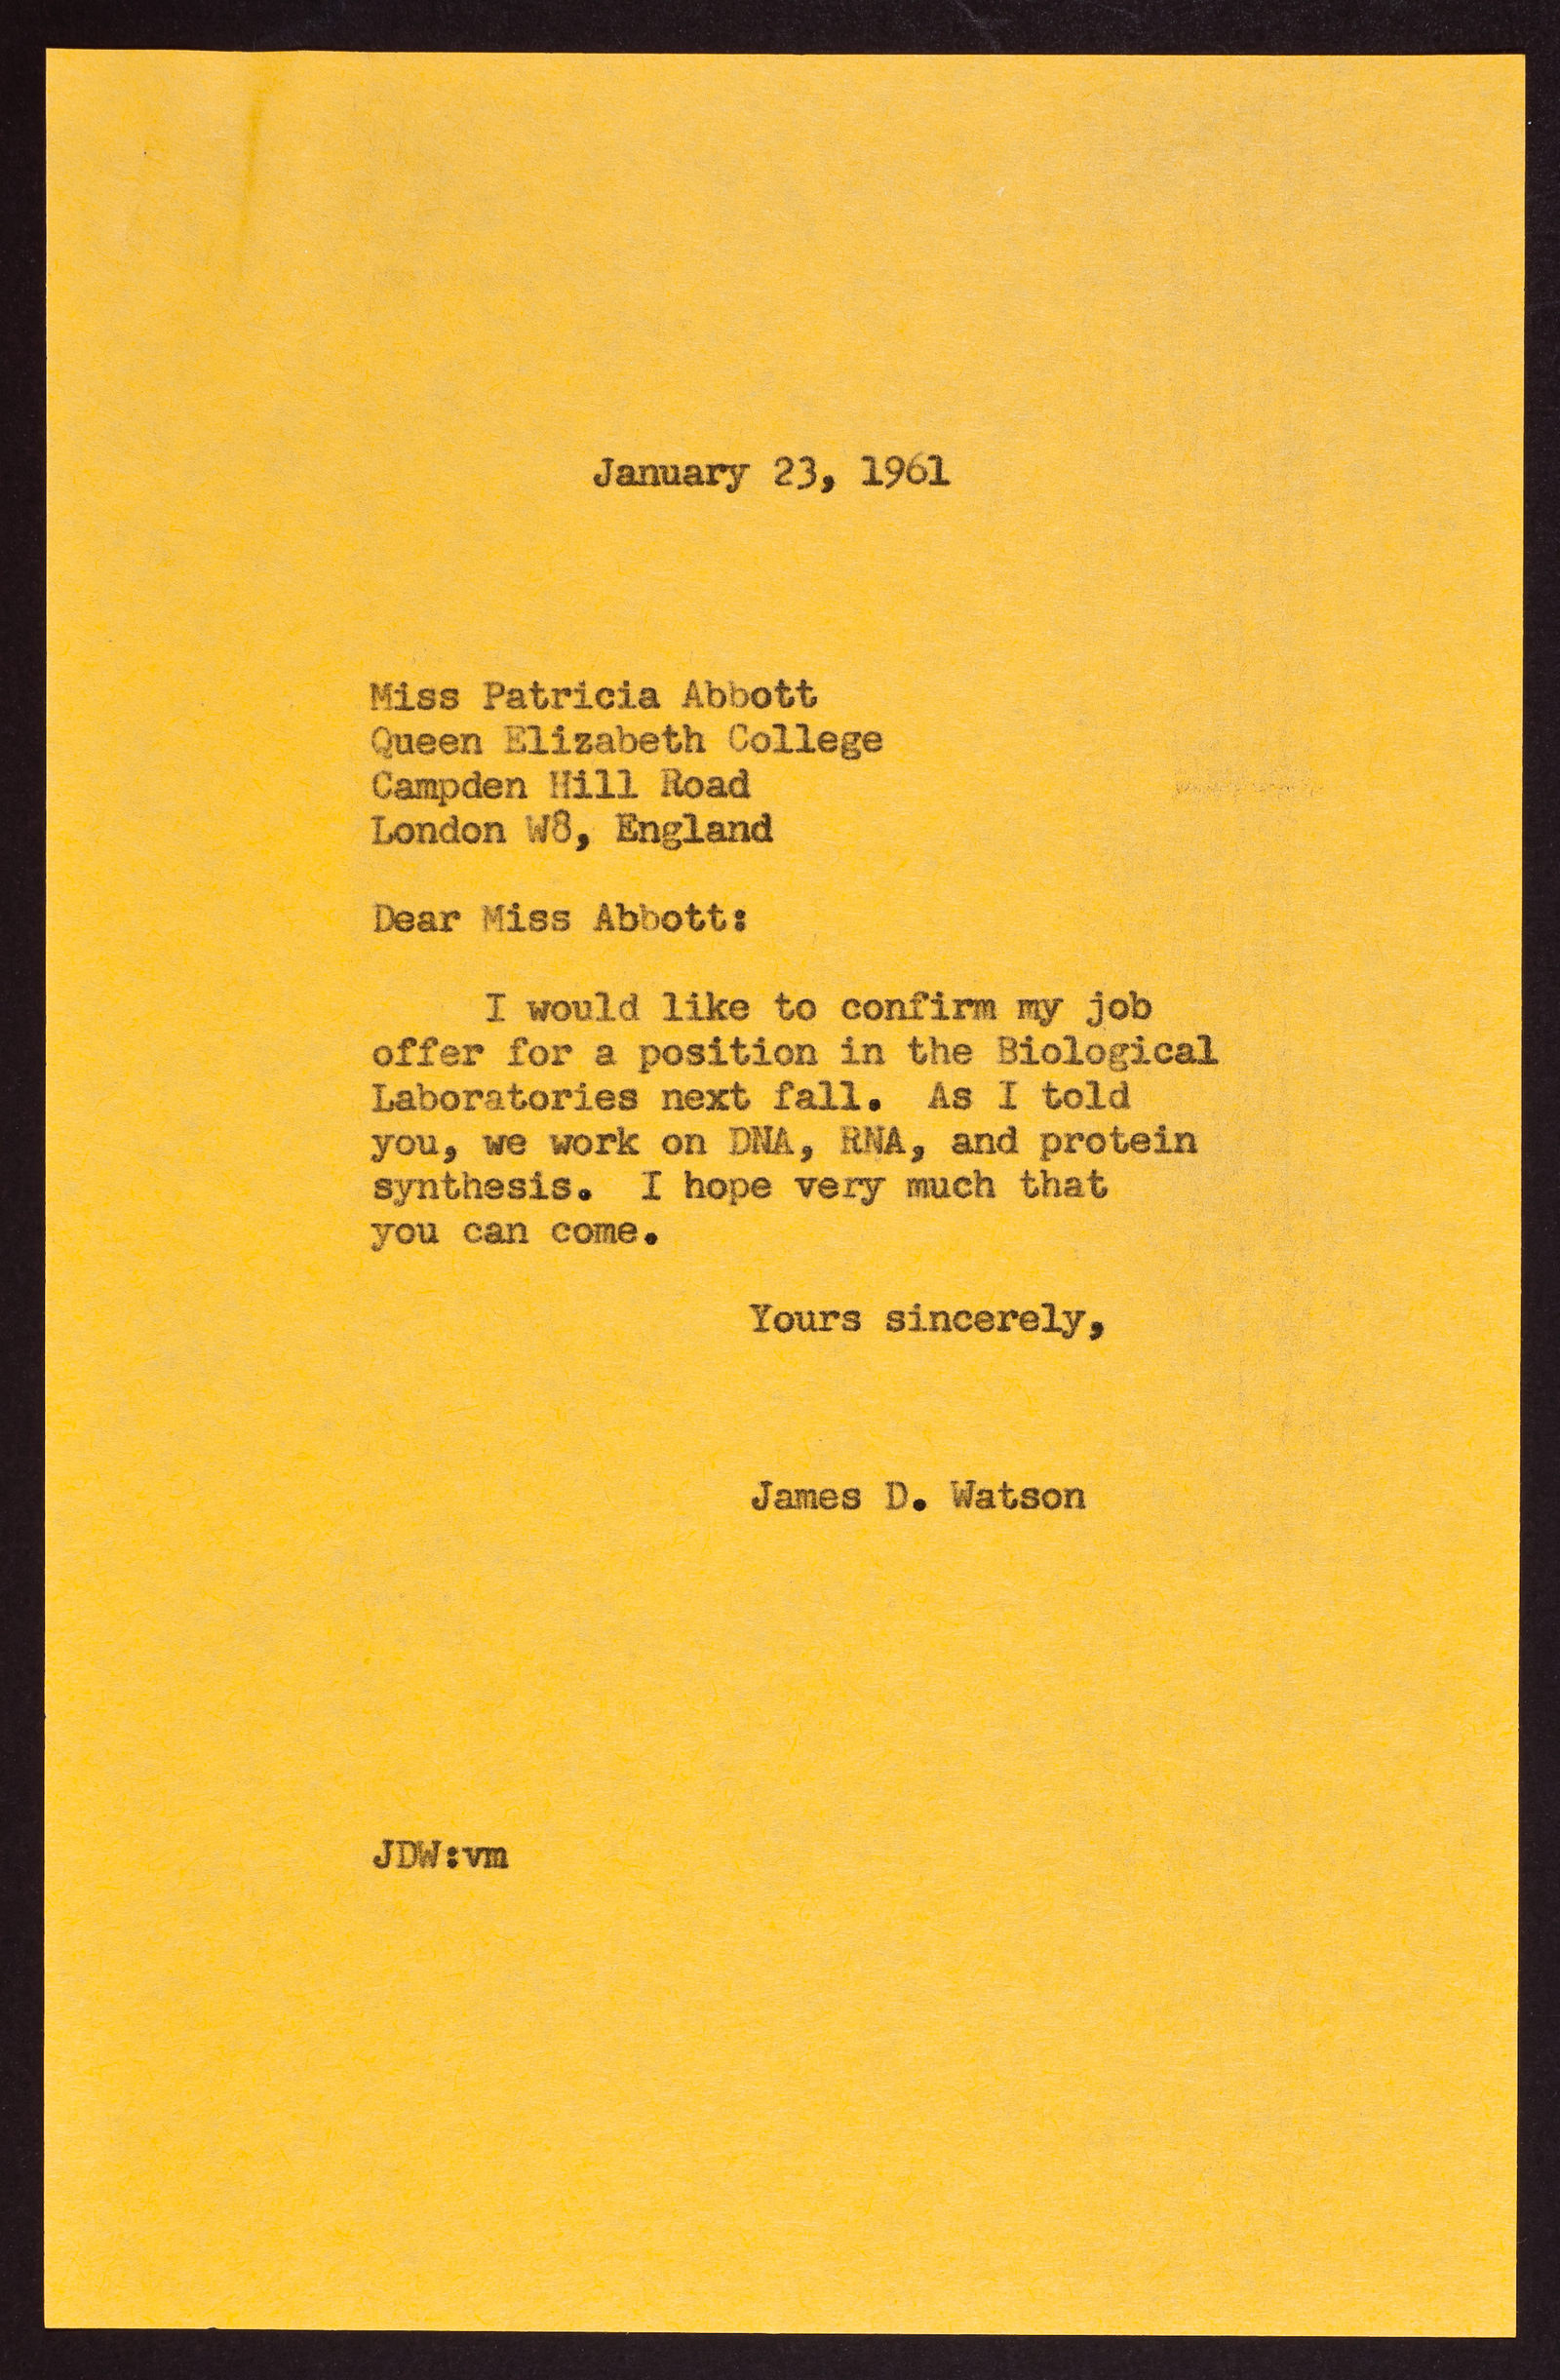 January 23, 1961
Miss Patricia Abbott
Queen Elizabeth College
Campden Hill Road
London W8, England
Dear Miss Abbott:
I would like to confirm my job
offer for a position in the Biological
Laboratories next fall. As I told
you, we work on DNA, RNA, and protein
synthesis. I hope very much that
you can come.
Yours sincerely,
James D. Watson
JDW:vm